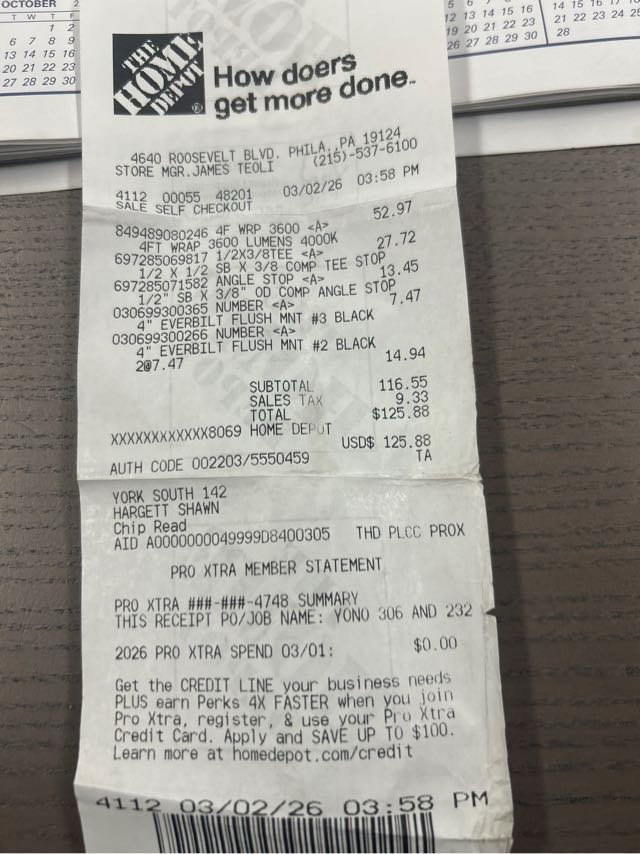 OCTOBER 2
T W T F
1 2
6 7 8 9
13 14 15 16
20 21 22 23
27 28 29 30
5 6 7 8 9
12 13 14 15 16
19 20 21 22 23
26 27 28 29 30
14 15 16 17 18
21 22 23 24 25
28
THE HOME DEPOT®
How doers
get more done™
4640 ROOSEVELT BLVD. PHILA., PA 19124
STORE MGR.JAMES TEOLI (215)-537-6100
4112 00055 48201 03/02/26 03:58 PM
SALE SELF CHECKOUT
849489080246 4F WRP 3600 <A> 52.97
4FT WRAP 3600 LUMENS 4000K
697285069817 1/2X3/8TEE <A> 27.72
1/2 X 1/2 SB X 3/8 COMP TEE STOP
697285071582 ANGLE STOP <A> 13.45
1/2" SB X 3/8" OD COMP ANGLE STOP
030699300365 NUMBER <A> 7.47
4" EVERBILT FLUSH MNT #3 BLACK
030699300266 NUMBER <A>
4" EVERBILT FLUSH MNT #2 BLACK
2@7.47 14.94
SUBTOTAL 116.55
SALES TAX 9.33
TOTAL $125.88
XXXXXXXXXXXX8069 HOME DEPOT
USD$ 125.88
AUTH CODE 002203/5550459 TA
YORK SOUTH 142
HARGETT SHAWN
Chip Read
AID A0000000049999D8400305 THD PLCC PROX
PRO XTRA MEMBER STATEMENT
PRO XTRA ###-###-4748 SUMMARY
THIS RECEIPT PO/JOB NAME: YONO 306 AND 232
2026 PRO XTRA SPEND 03/01: $0.00
Get the CREDIT LINE your business needs
PLUS earn Perks 4X FASTER when you join
Pro Xtra, register, & use your Pro Xtra
Credit Card. Apply and SAVE UP TO $100.
Learn more at homedepot.com/credit
4112 03/02/26 03:58 PM